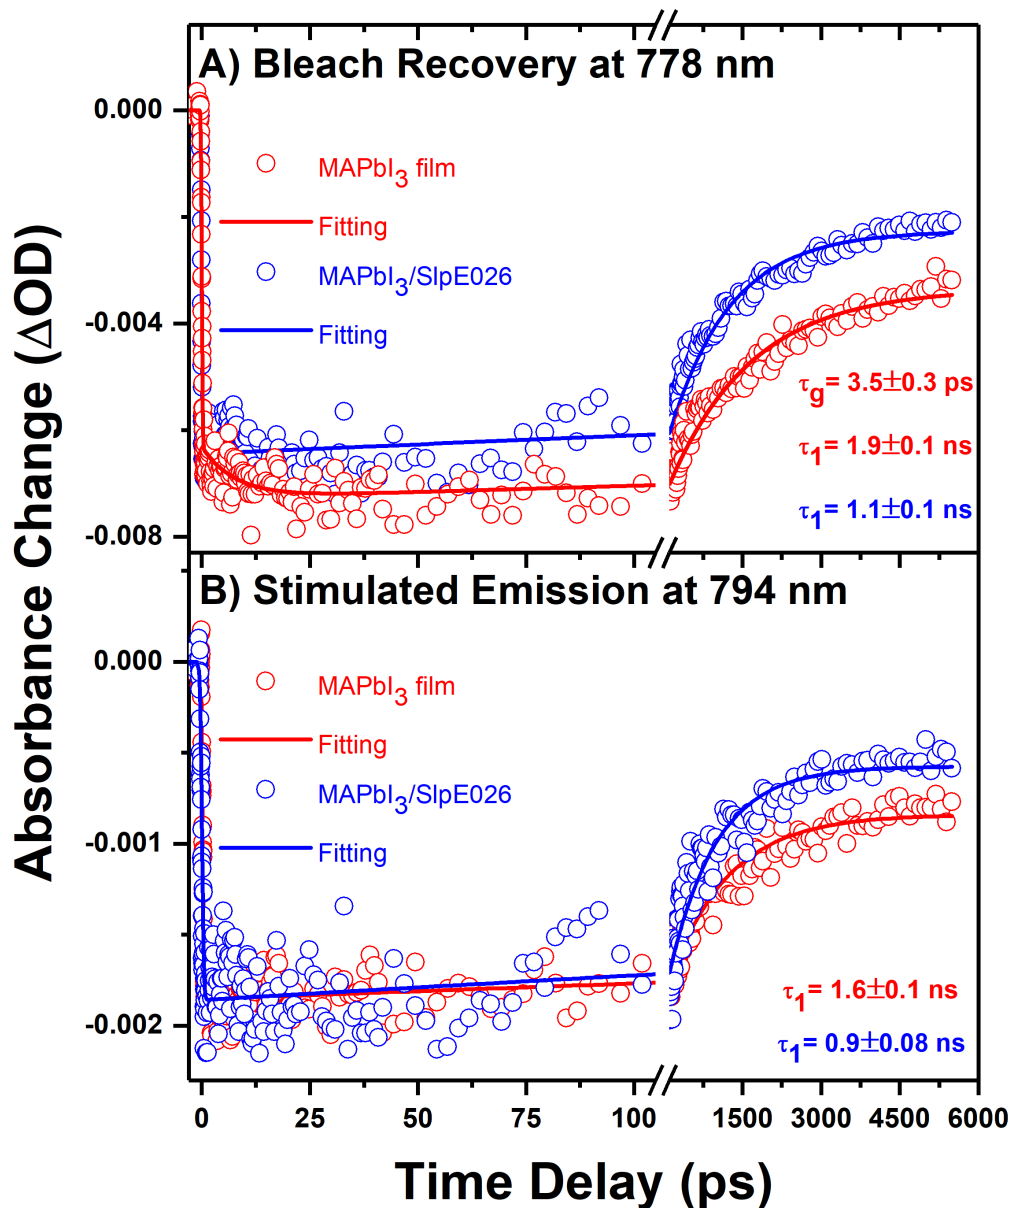 A) Bleach Recovery at 778 nm
0.000
MAPbI3 film
Fitting
MAPbI3/SlpE026
Fitting
-0.004
τg= 3.5±0.3 ps
τ1= 1.9±0.1 ns
τ1= 1.1±0.1 ns
-0.008
Absorbance Change (ΔOD)
B) Stimulated Emission at 794 nm
0.000
MAPbI3 film
Fitting
MAPbI3/SlpE026
Fitting
-0.001
τ1= 1.6±0.1 ns
τ1= 0.9±0.08 ns
-0.002
0 25 50 75 100 1500 3000 4500 6000
Time Delay (ps)